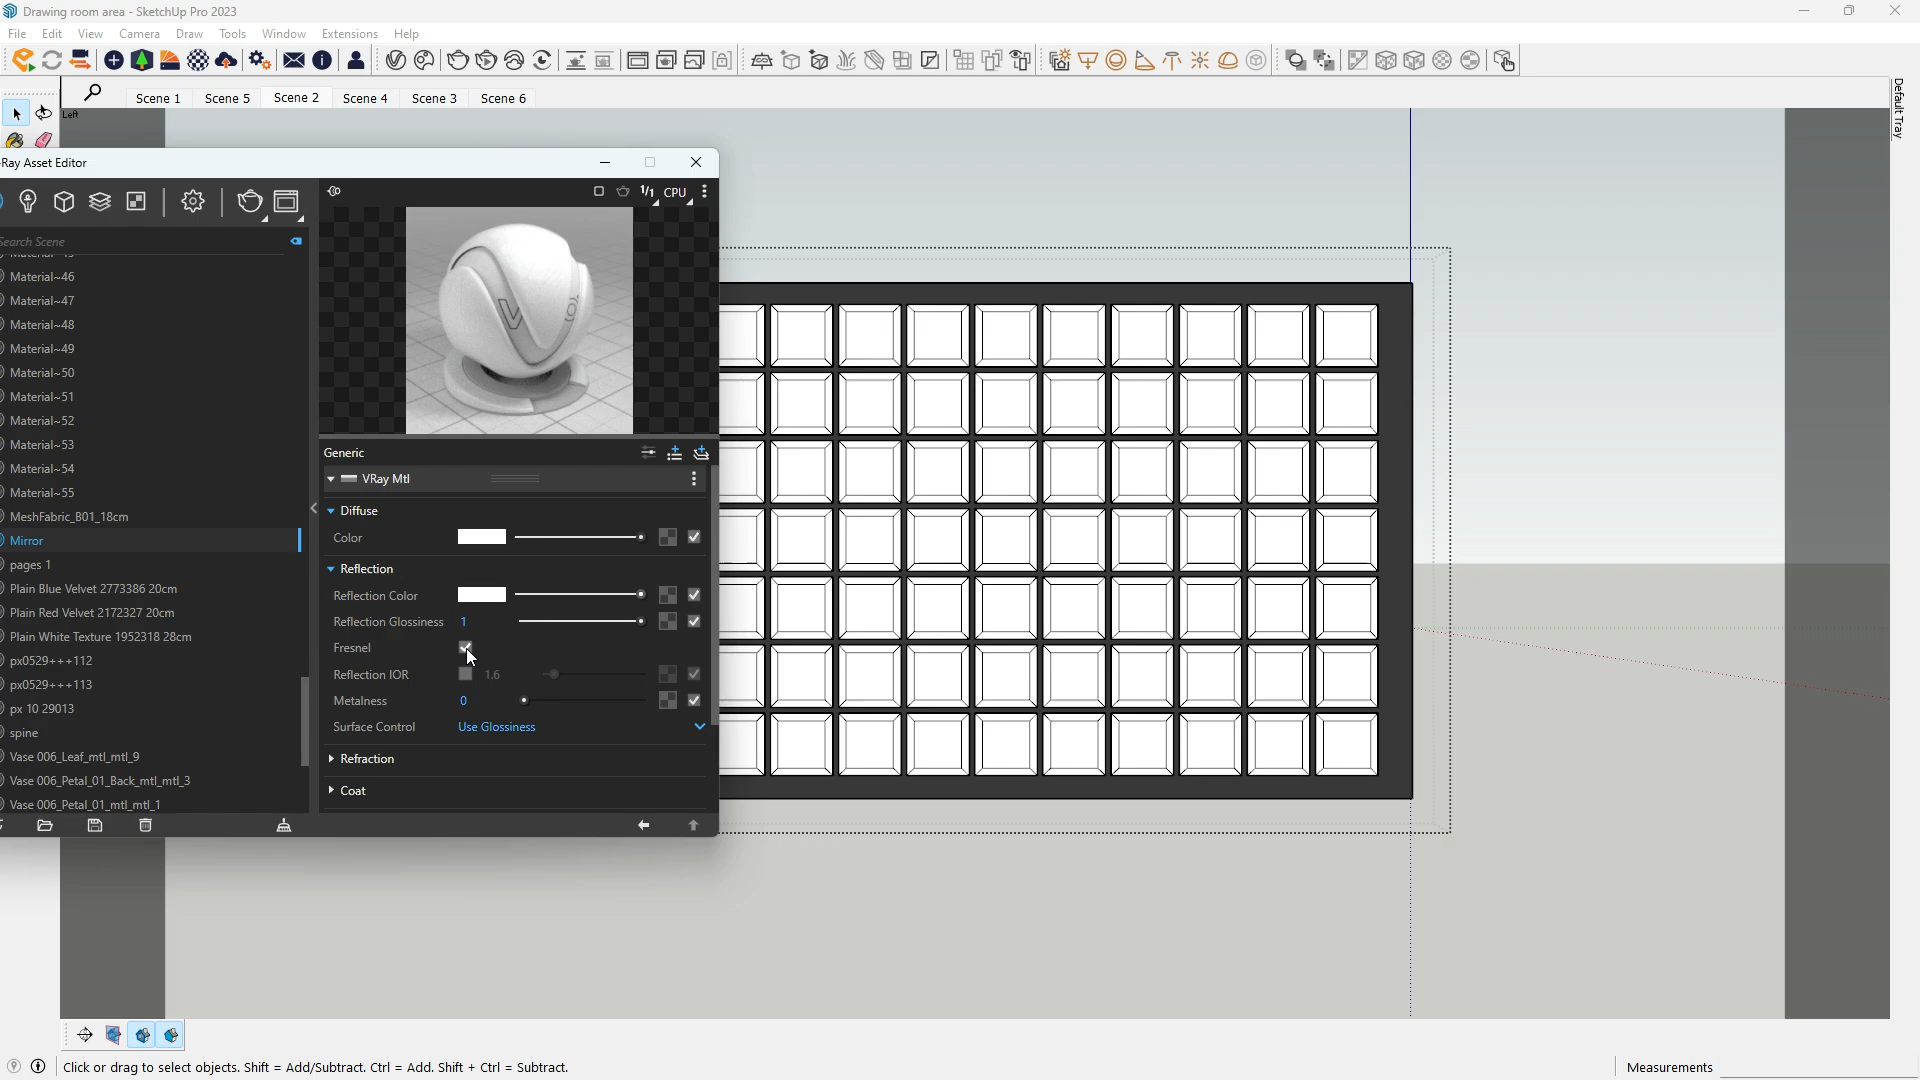 Drawing room area - SketchUp Pro 2023
File Edit View Camera Draw Tools Window Extensions Help
Scene 1 Scene 5 Scene 2 Scene 4 Scene 3 Scene 6
Default Tray
Left
-Ray Asset Editor
1/1 CPU
Search Scene
Material~46
Material~47
Material~48
Material~49
Material~50
Material~51
Material~52
Material~53
Material~54
Material~55
MeshFabric_B01_18cm
Mirror
pages 1
Plain Blue Velvet 2773386 20cm
Plain Red Velvet 2172327 20cm
Plain White Texture 1952318 28cm
px0529+++112
px0529+++113
px 10 29013
spine
Vase 006_Leaf_mtl_mtl_9
Vase 006_Petal_01_Back_mtl_mtl_3
Vase 006_Petal_01_mtl_mtl_1
Generic
VRay Mtl
Diffuse
Color
Reflection
Reflection Color
Reflection Glossiness 1
Fresnel
Reflection IOR 1.6
Metalness 0
Surface Control Use Glossiness
Refraction
Coat
Click or drag to select objects. Shift = Add/Subtract. Ctrl = Add. Shift + Ctrl = Subtract.
Measurements